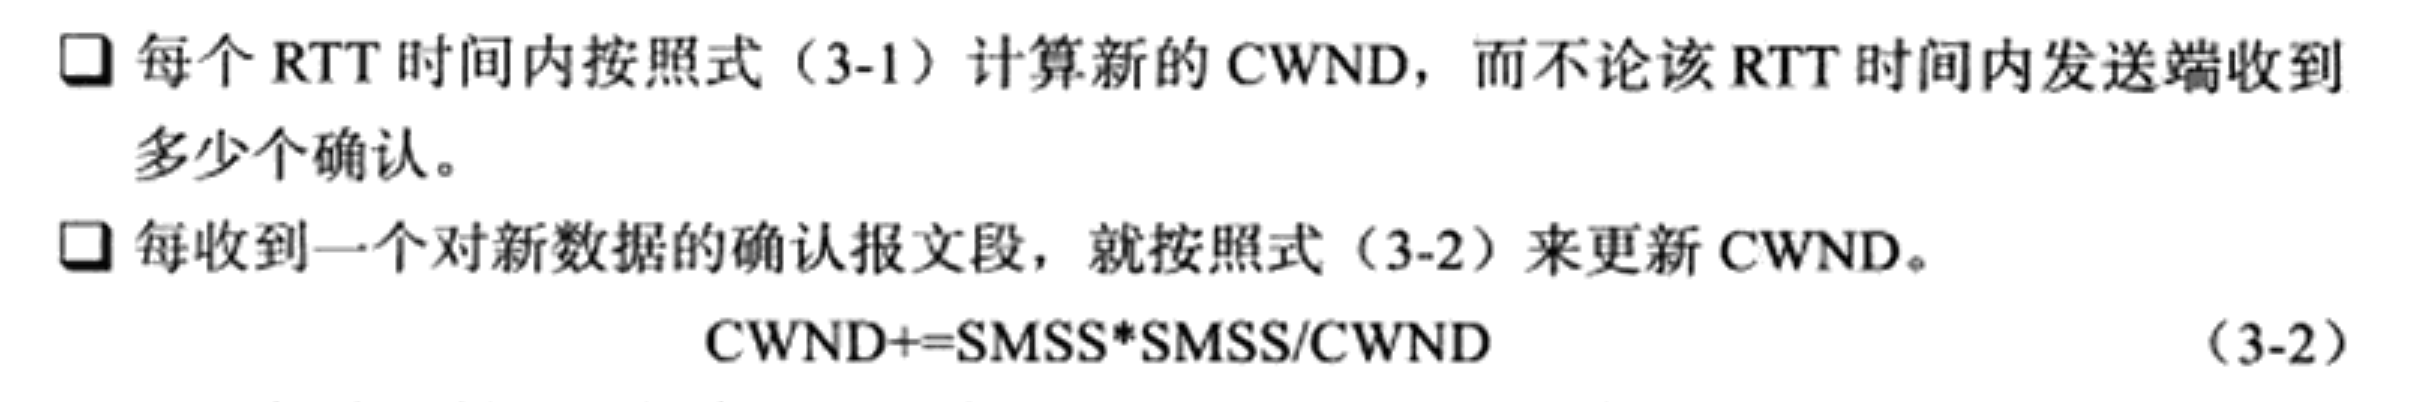 ❑ 每个 RTT 时间内按照式（3-1）计算新的 CWND，而不论该 RTT 时间内发送端收到
多少个确认。
❑ 每收到一个对新数据的确认报文段，就按照式（3-2）来更新 CWND。
CWND+=SMSS*SMSS/CWND （3-2）